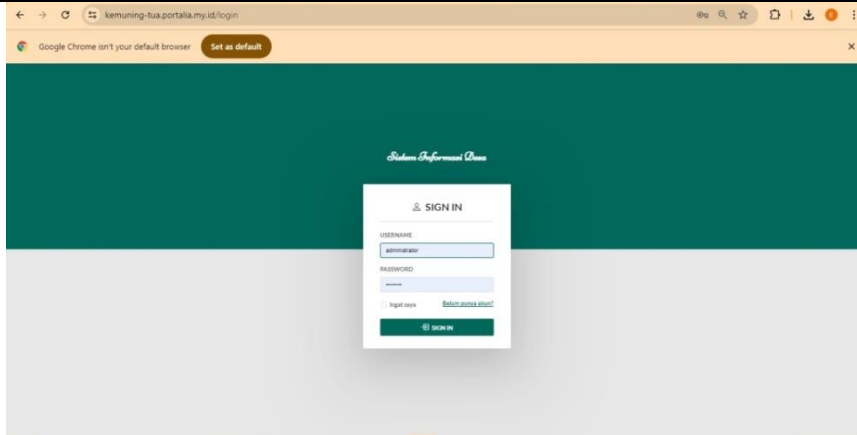 kemuning-tua.portalia.my.id/login
Google Chrome isn't your default browser Set as default
Sistem Informasi Desa
SIGN IN
USERNAME
administrator
PASSWORD
••••••••
Ingat saya Belum punya akun?
SIGN IN